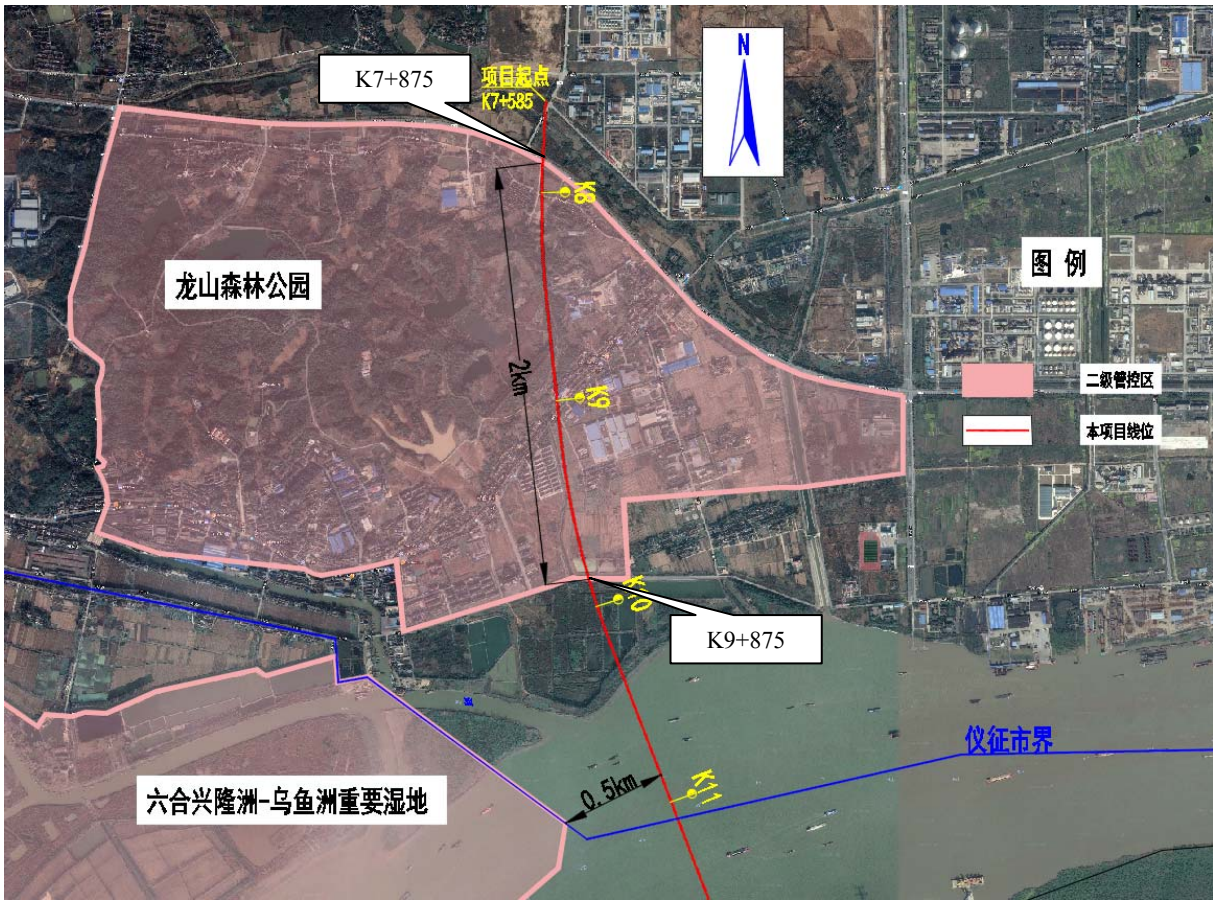 K7+875
项目起点
K7+585
N
K8
图 例
龙山森林公园
2km
二级管控区
K9
本项目线位
K10
K9+875
仪征市界
K11
0.5km
六合兴隆洲-乌鱼洲重要湿地